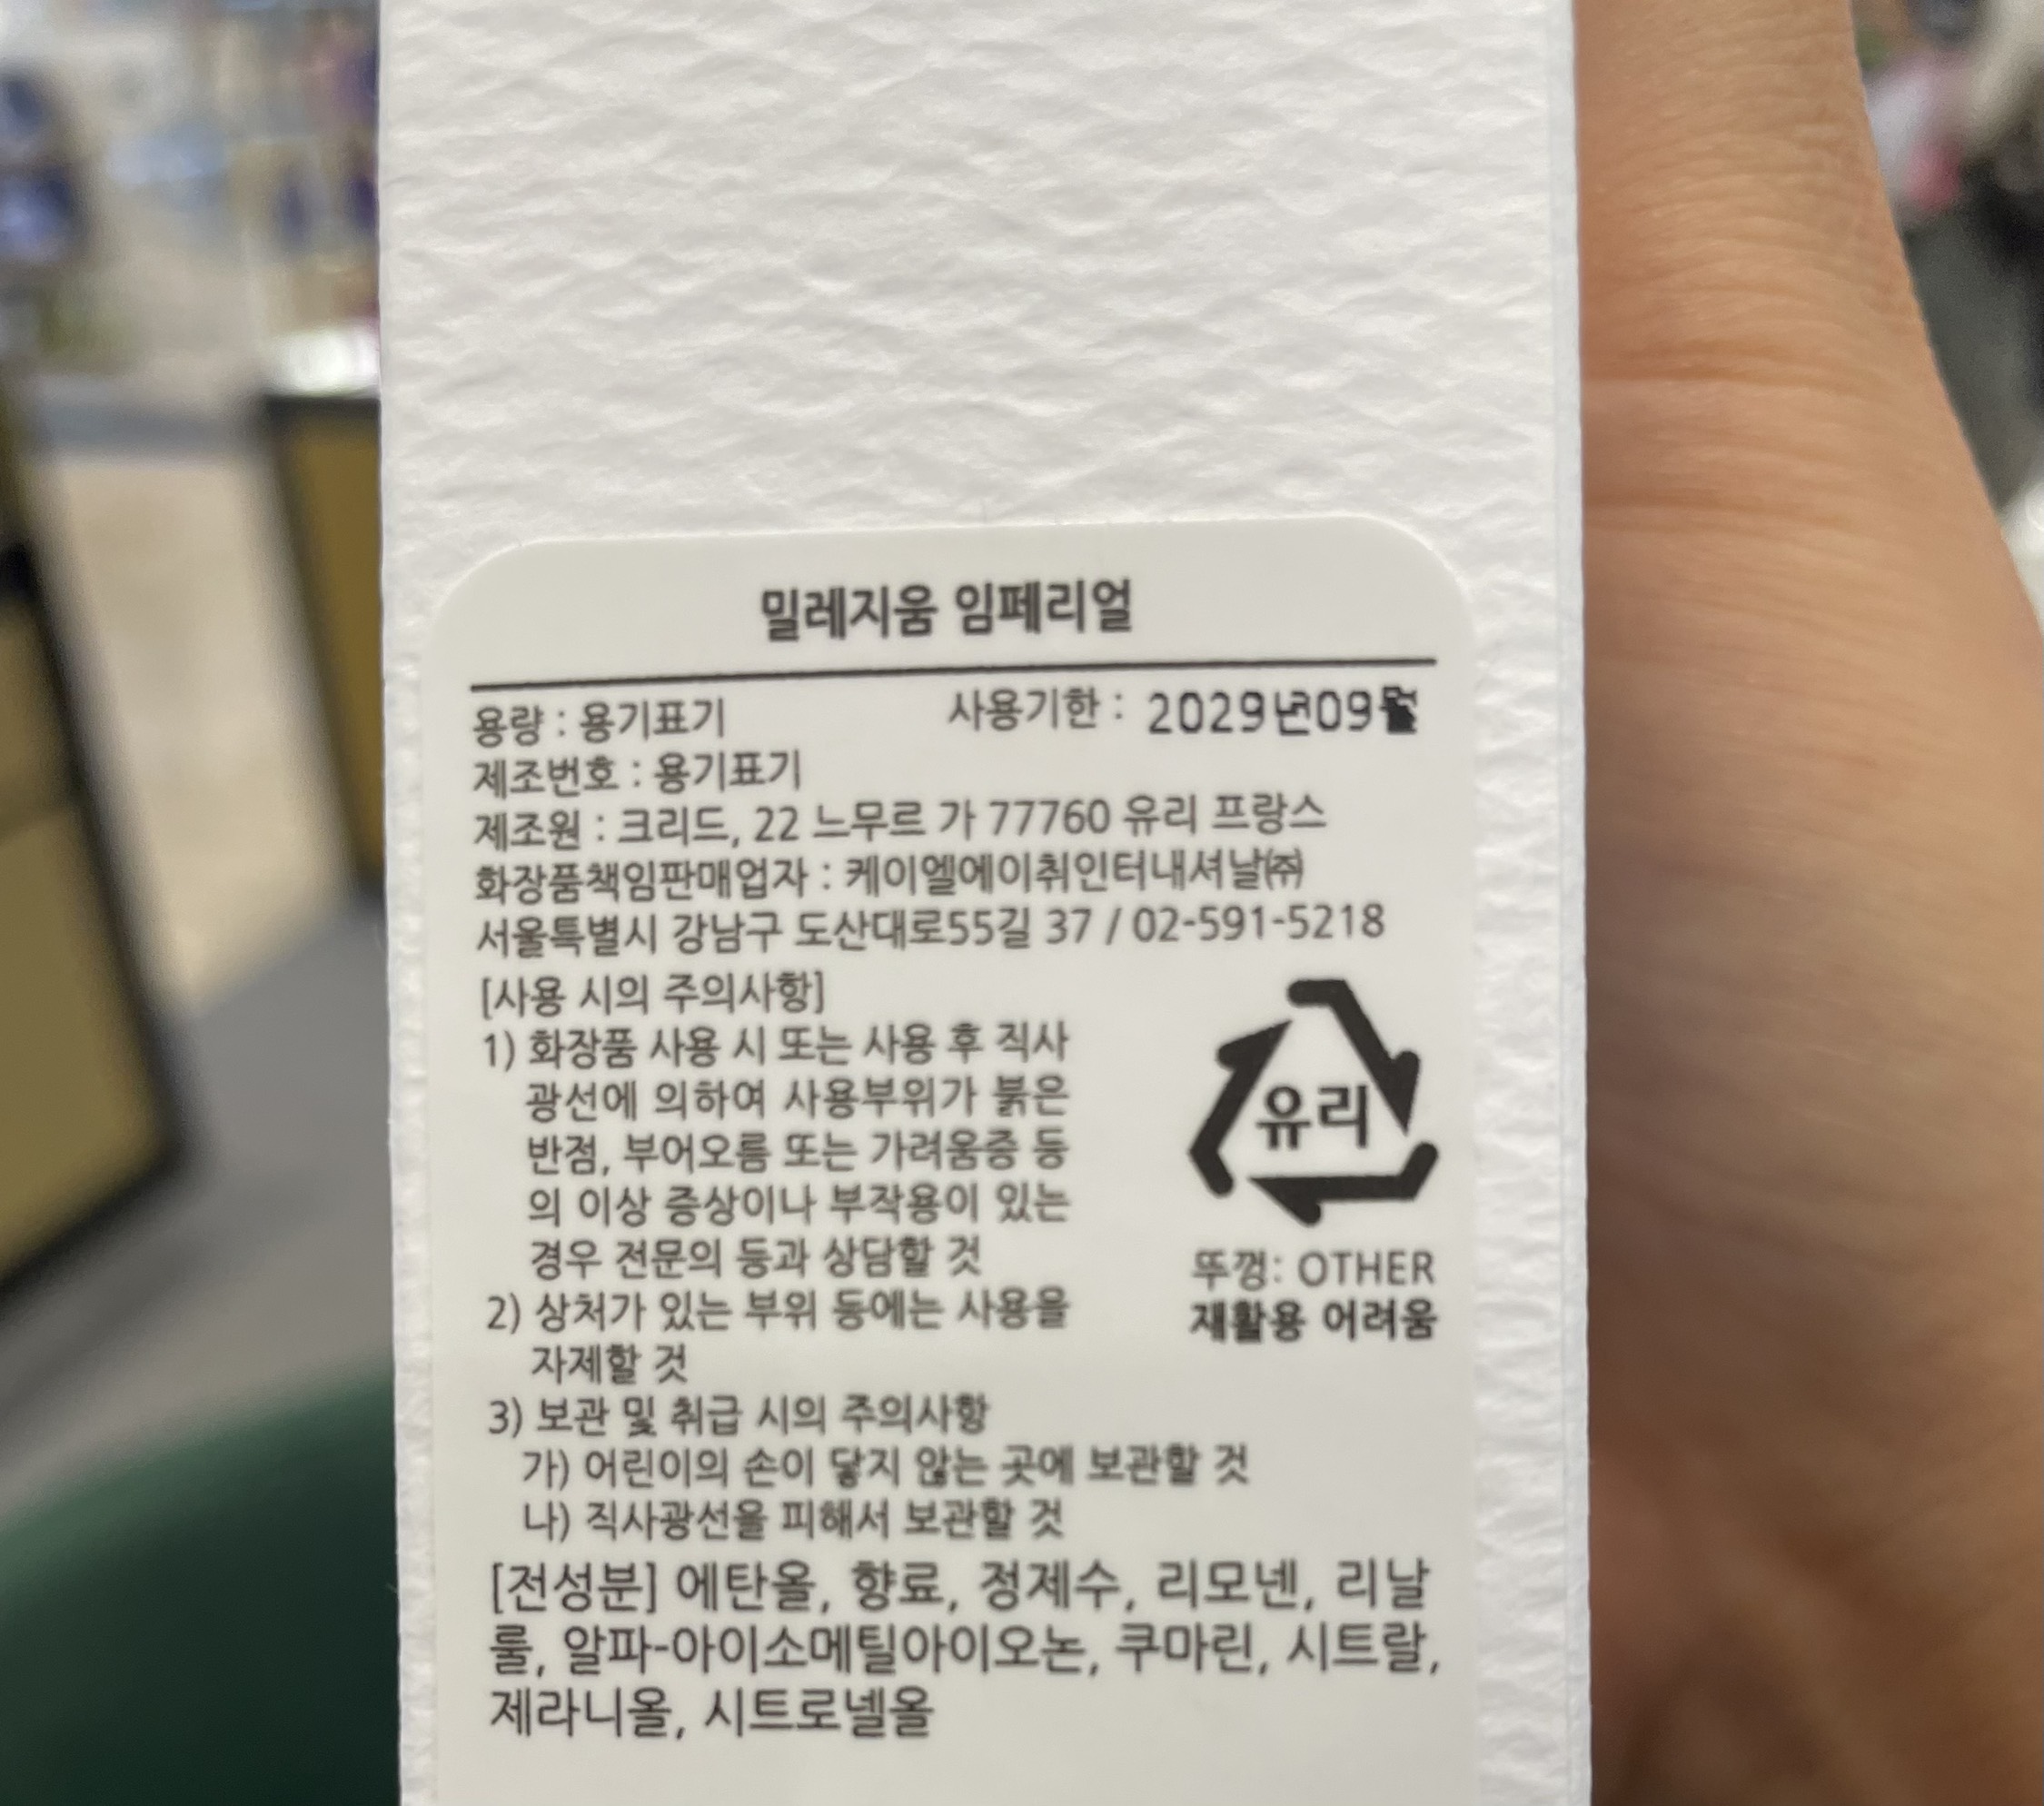 밀레지움 임페리얼
용량 : 용기표기 사용기한 : 2029년09월
제조번호 : 용기표기
제조원 : 크리드, 22 느무르 가 77760 유리 프랑스
화장품책임판매업자 : 케이엘에이취인터내셔날㈜
서울특별시 강남구 도산대로55길 37 / 02-591-5218
[사용 시의 주의사항]
1) 화장품 사용 시 또는 사용 후 직사
광선에 의하여 사용부위가 붉은
반점, 부어오름 또는 가려움증 등
의 이상 증상이나 부작용이 있는
경우 전문의 등과 상담할 것
2) 상처가 있는 부위 등에는 사용을
자제할 것
유리
뚜껑: OTHER
재활용 어려움
3) 보관 및 취급 시의 주의사항
가) 어린이의 손이 닿지 않는 곳에 보관할 것
나) 직사광선을 피해서 보관할 것
[전성분] 에탄올, 향료, 정제수, 리모넨, 리날
룰, 알파-아이소메틸아이오논, 쿠마린, 시트랄,
제라니올, 시트로넬올